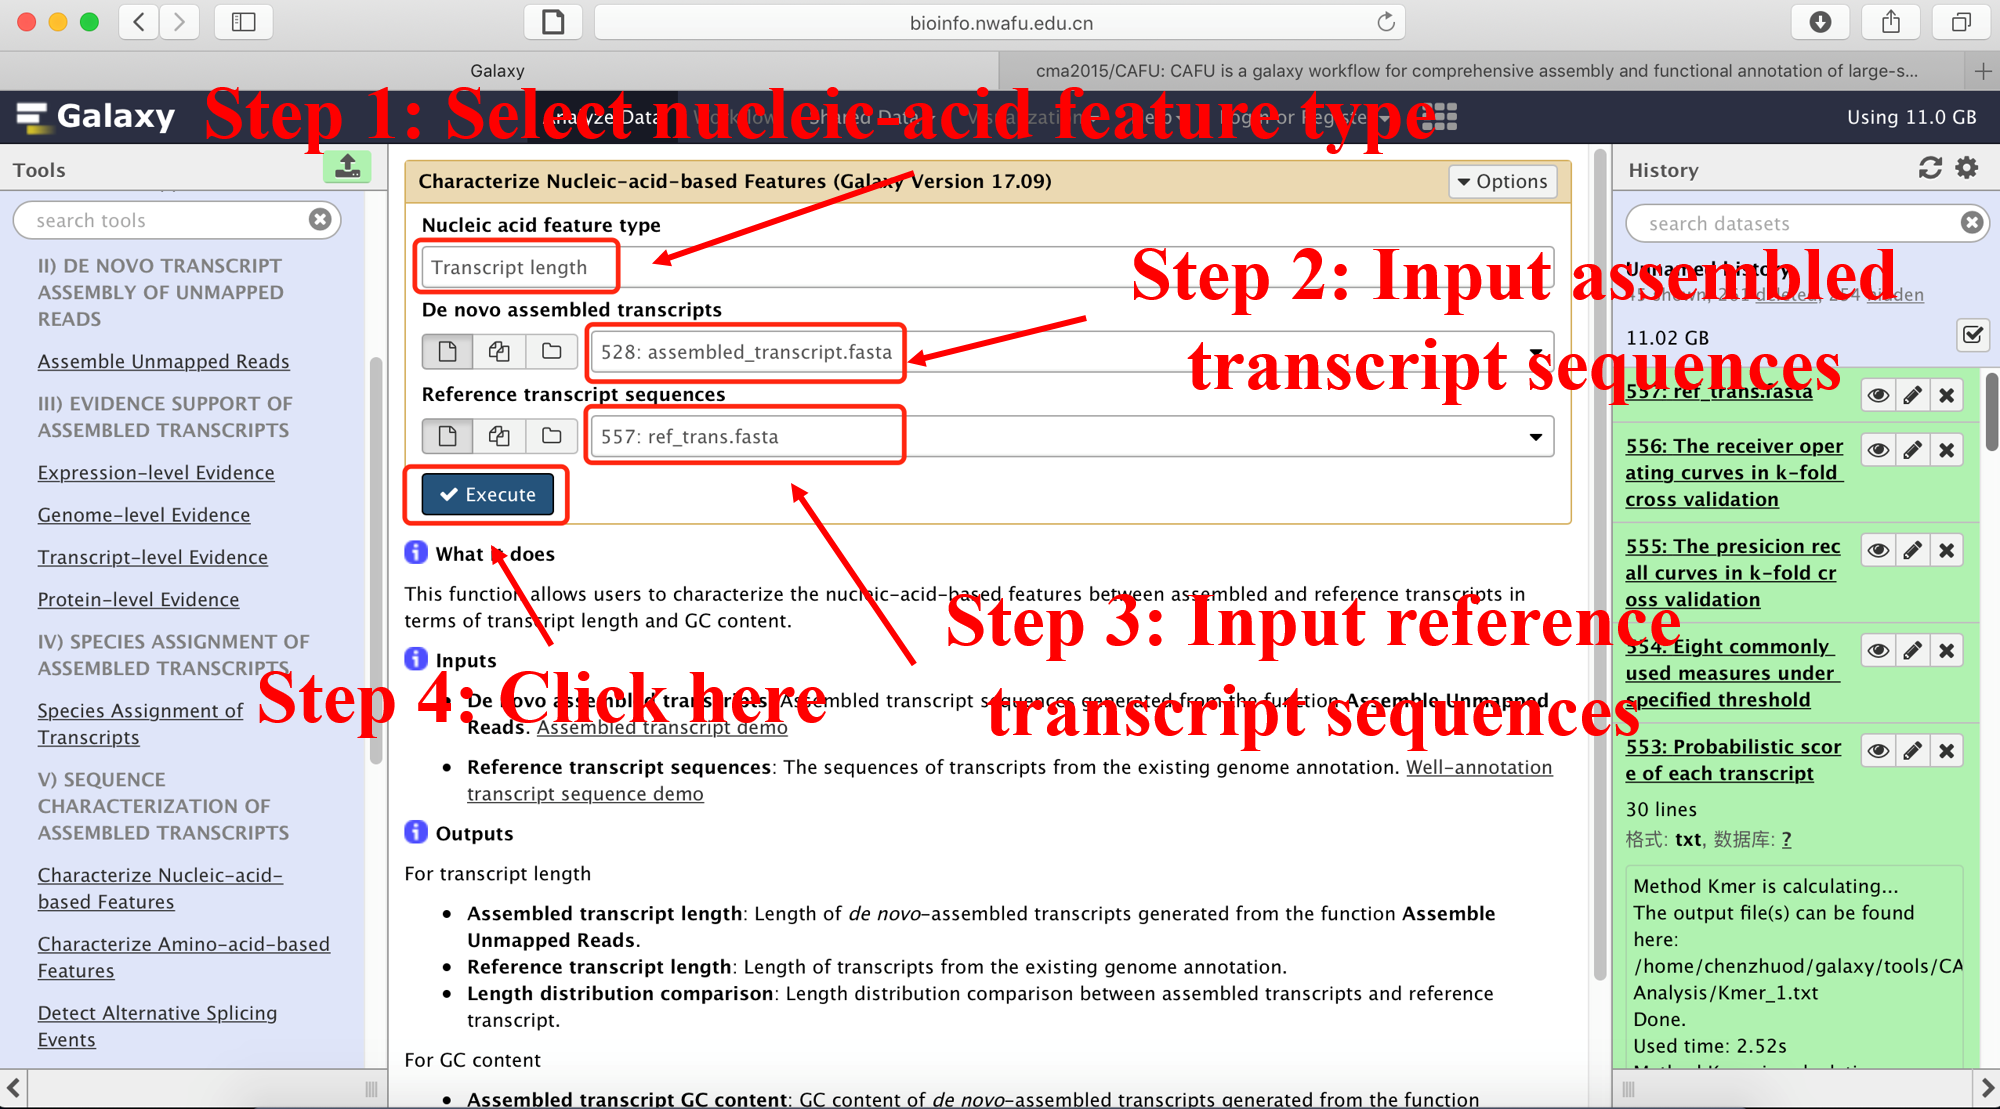 bioinfo.nwafu.edu.cn
Galaxy
cma2015/CAFU: CAFU is a galaxy workflow for comprehensive assembly and functional annotation of large-s...
Galaxy
Analyze Data
Using 11.0 GB
Step 1: Select nucleic-acid feature type
Tools
search tools
II) DE NOVO TRANSCRIPT
ASSEMBLY OF UNMAPPED
READS
Assemble Unmapped Reads
III) EVIDENCE SUPPORT OF
ASSEMBLED TRANSCRIPTS
Expression-level Evidence
Genome-level Evidence
Transcript-level Evidence
Protein-level Evidence
IV) SPECIES ASSIGNMENT OF
ASSEMBLED TRANSCRIPTS
Species Assignment of
Transcripts
V) SEQUENCE
CHARACTERIZATION OF
ASSEMBLED TRANSCRIPTS
Characterize Nucleic-acid-
based Features
Characterize Amino-acid-based
Features
Detect Alternative Splicing
Events
Characterize Nucleic-acid-based Features (Galaxy Version 17.09)
Options
Nucleic acid feature type
Transcript length
De novo assembled transcripts
528: assembled_transcript.fasta
Reference transcript sequences
557: ref_trans.fasta
Execute
Step 2: Input assembled
transcript sequences
Step 3: Input reference
transcript sequences
Step 4: Click here
What it does
This function allows users to characterize the nucleic-acid-based features between assembled and reference transcripts in
terms of transcript length and GC content.
Inputs
De novo assembled transcripts: Assembled transcript sequences generated from the function Assemble Unmapped
Reads. Assembled transcript demo
Reference transcript sequences: The sequences of transcripts from the existing genome annotation. Well-annotation
transcript sequence demo
Outputs
For transcript length
Assembled transcript length: Length of de novo-assembled transcripts generated from the function Assemble
Unmapped Reads.
Reference transcript length: Length of transcripts from the existing genome annotation.
Length distribution comparison: Length distribution comparison between assembled transcripts and reference
transcript.
For GC content
Assembled transcript GC content: GC content of de novo-assembled transcripts generated from the function
History
search datasets
Unnamed history
deleted, hidden
11.02 GB
557: ref_trans.fasta
556: The receiver oper
ating curves in k-fold
cross validation
555: The presicion rec
all curves in k-fold cr
oss validation
554: Eight commonly
used measures under
specified threshold
553: Probabilistic scor
e of each transcript
30 lines
格式: txt, 数据库: ?
Method Kmer is calculating...
The output file(s) can be found
here:
/home/chenzhuod/galaxy/tools/CA
Analysis/Kmer_1.txt
Done.
Used time: 2.52s